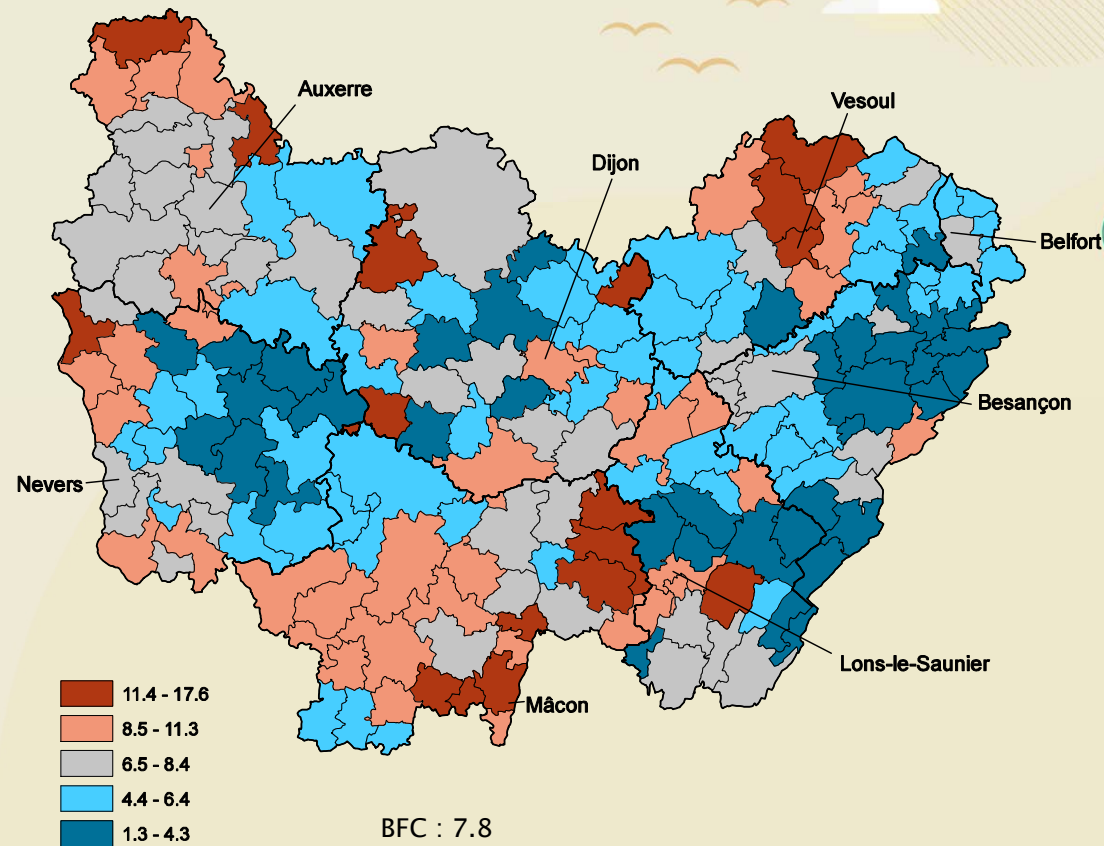 Auxerre
Vesoul
Dijon
Belfort
Besançon
Nevers
Lons-le-Saunier
Mâcon
11.4 - 17.6
8.5 - 11.3
6.5 - 8.4
4.4 - 6.4
1.3 - 4.3
BFC : 7.8